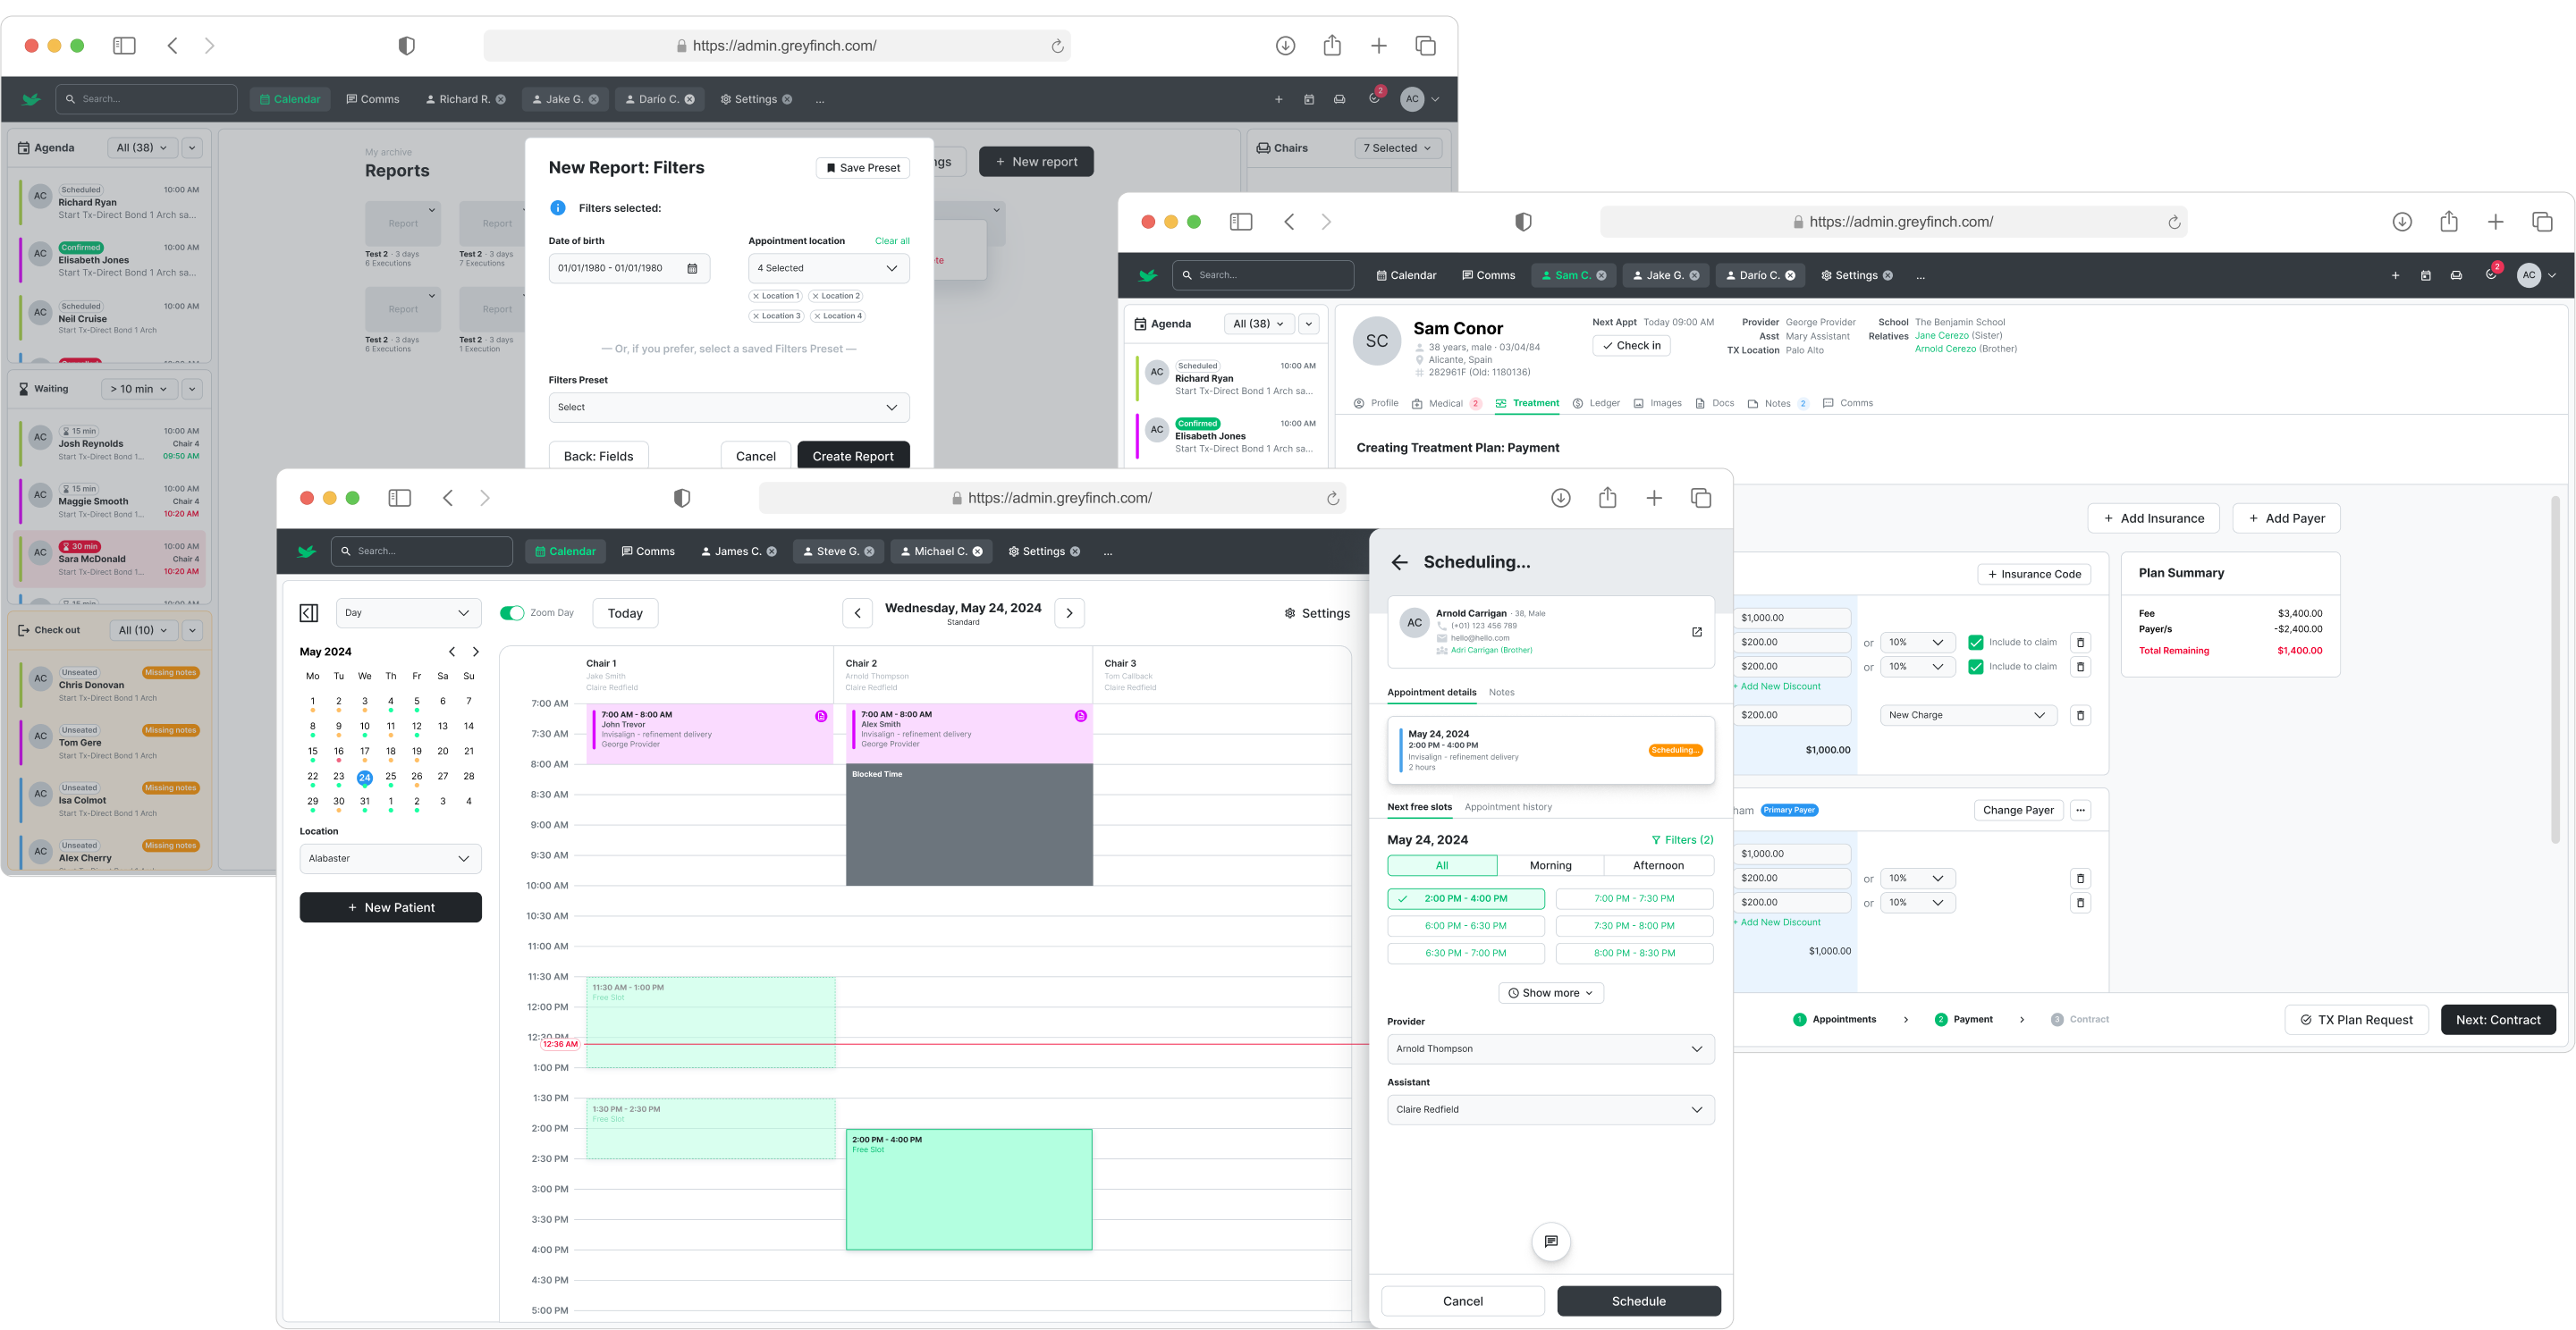 https://admin.greyfinch.com/
Search...
Calendar
Comms
Richard R.
Jake G.
Darío C.
Settings
...
2
AC
Agenda
All (38)
AC
Scheduled
10:00 AM
Richard Ryan
Start Tx-Direct Bond 1 Arch sa...
AC
Confirmed
10:00 AM
Elisabeth Jones
Start Tx-Direct Bond 1 Arch sa...
AC
Scheduled
10:00 AM
Neil Cruise
Start Tx-Direct Bond 1 Arch
Waiting
> 10 min
AC
15 min
10:00 AM
Josh Reynolds
Chair 4
Start Tx-Direct Bond 1...
09:50 AM
AC
15 min
10:00 AM
Maggie Smooth
Chair 4
Start Tx-Direct Bond 1...
10:20 AM
AC
30 min
10:00 AM
Sara McDonald
Chair 4
Start Tx-Direct Bond 1...
10:20 AM
Check out
All (10)
AC
Unseated
Missing notes
Chris Donovan
Start Tx-Direct Bond 1 Arch
AC
Unseated
Missing notes
Tom Gere
Start Tx-Direct Bond 1 Arch
AC
Unseated
Missing notes
Isa Colmot
Start Tx-Direct Bond 1 Arch
AC
Unseated
Missing notes
Alex Cherry
My archive
Reports
+ New report
Report
Report
Test 2 · 3 days
6 Executions
Test 2 · 3 days
7 Executions
Report
Report
Test 2 · 3 days
6 Executions
Test 2 · 3 days
1 Execution
Chairs
7 Selected
New Report: Filters
Save Preset
Filters selected:
Date of birth
01/01/1980 - 01/01/1980
Appointment location
Clear all
4 Selected
Location 1
Location 2
Location 3
Location 4
— Or, if you prefer, select a saved Filters Preset —
Filters Preset
Select
Back: Fields
Cancel
Create Report
https://admin.greyfinch.com/
Search...
Calendar
Comms
Sam C.
Jake G.
Darío C.
Settings
...
2
AC
Agenda
All (38)
AC
Scheduled
10:00 AM
Richard Ryan
Start Tx-Direct Bond 1 Arch sa...
AC
Confirmed
10:00 AM
Elisabeth Jones
Start Tx-Direct Bond 1 Arch sa...
SC
Sam Conor
38 years, male · 03/04/84
Alicante, Spain
282961F (Old: 1180136)
Next Appt Today 09:00 AM
Check in
Provider George Provider
Asst Mary Assistant
TX Location Palo Alto
School The Benjamin School
Relatives Jane Cerezo (Sister)
Arnold Cerezo (Brother)
Profile
Medical 2
Treatment
Ledger
Images
Docs
Notes 2
Comms
Creating Treatment Plan: Payment
+ Add Insurance
+ Add Payer
+ Insurance Code
$1,000.00
$200.00
or
10%
Include to claim
$200.00
or
10%
Include to claim
+ Add New Discount
$200.00
New Charge
$1,000.00
Primary Payer
Change Payer
...
$1,000.00
$200.00
or
10%
$200.00
or
10%
+ Add New Discount
$1,000.00
Plan Summary
Fee $3,400.00
Payer/s -$2,400.00
Total Remaining $1,400.00
1 Appointments
2 Payment
3 Contract
TX Plan Request
Next: Contract
https://admin.greyfinch.com/
Search...
Calendar
Comms
James C.
Steve G.
Michael C.
Settings
...
Day
Zoom Day
Today
Wednesday, May 24, 2024
Standard
Settings
May 2024
Mo Tu We Th Fr Sa Su
1 2 3 4 5 6 7
8 9 10 11 12 13 14
15 16 17 18 19 20 21
22 23 24 25 26 27 28
29 30 31 1 2 3 4
Location
Alabaster
+ New Patient
Chair 1
Jake Smith
Claire Redfield
Chair 2
Arnold Thompson
Claire Redfield
Chair 3
Tom Callback
Claire Redfield
7:00 AM
7:30 AM
8:00 AM
8:30 AM
9:00 AM
9:30 AM
10:00 AM
10:30 AM
11:00 AM
11:30 AM
12:00 PM
12:30 PM
12:36 AM
1:00 PM
1:30 PM
2:00 PM
2:30 PM
3:00 PM
3:30 PM
4:00 PM
4:30 PM
5:00 PM
7:00 AM - 8:00 AM
John Trevor
Invisalign - refinement delivery
George Provider
7:00 AM - 8:00 AM
Alex Smith
Invisalign - refinement delivery
George Provider
Blocked Time
11:30 AM - 1:00 PM
Free Slot
1:30 PM - 2:30 PM
Free Slot
2:00 PM - 4:00 PM
Free Slot
Scheduling...
AC
Arnold Carrigan · 38, Male
(+01) 123 456 789
hello@hello.com
Adri Carrigan (Brother)
Appointment details
Notes
May 24, 2024
2:00 PM - 4:00 PM
Invisalign - refinement delivery
2 hours
Scheduling...
Next free slots
Appointment history
May 24, 2024
Filters (2)
All
Morning
Afternoon
2:00 PM - 4:00 PM
7:00 PM - 7:30 PM
6:00 PM - 6:30 PM
7:30 PM - 8:00 PM
6:30 PM - 7:00 PM
8:00 PM - 8:30 PM
Show more
Provider
Arnold Thompson
Assistant
Claire Redfield
Cancel
Schedule